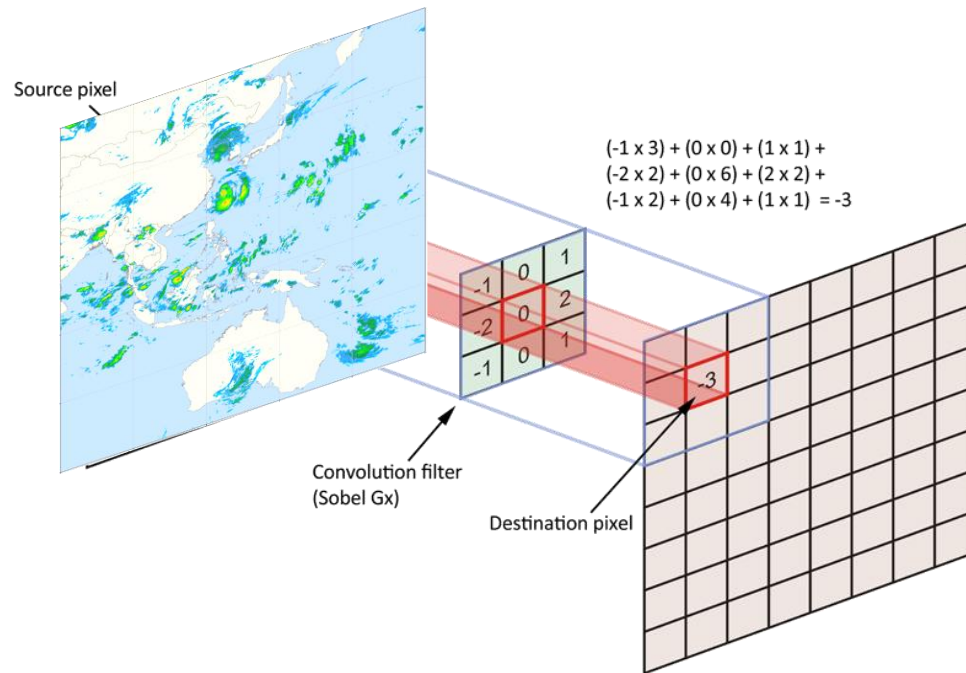 Source pixel
(-1 x 3) + (0 x 0) + (1 x 1) +
(-2 x 2) + (0 x 6) + (2 x 2) +
(-1 x 2) + (0 x 4) + (1 x 1) = -3
-1 0 1
-2 0 2
-1 0 1
-3
Convolution filter
(Sobel Gx)
Destination pixel